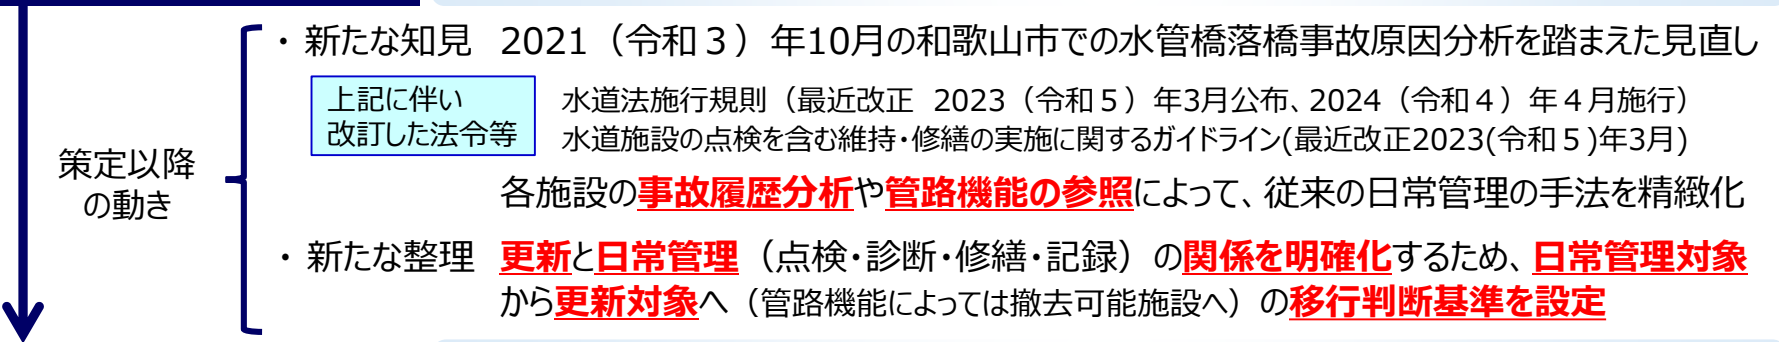 ・新たな知見 2021（令和３）年10月の和歌山市での水管橋落橋事故原因分析を踏まえた見直し
上記に伴い
改訂した法令等
水道法施行規則（最近改正 2023（令和５）年3月公布、2024（令和４）年４月施行）
水道施設の点検を含む維持・修繕の実施に関するガイドライン(最近改正2023(令和５)年3月)
策定以降
の動き
各施設の事故履歴分析や管路機能の参照によって、従来の日常管理の手法を精緻化
・新たな整理 更新と日常管理（点検・診断・修繕・記録）の関係を明確化するため、日常管理対象
から更新対象へ（管路機能によっては撤去可能施設へ）の移行判断基準を設定